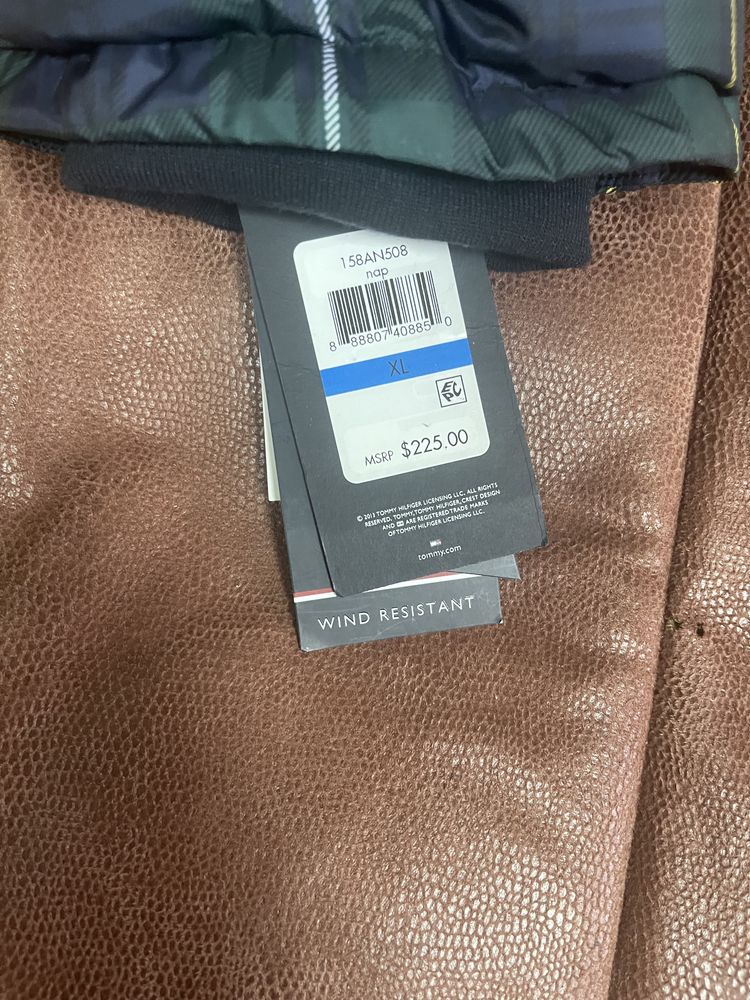 158AN508
nap
8 88807 40885 0
XL
EPC
MSRP $225.00
© 2013 TOMMY HILFIGER LICENSING LLC. ALL RIGHTS
RESERVED. TOMMY,TOMMY HILFIGER,CREST DESIGN
AND ARE REGISTERED TRADE MARKS
OF TOMMY HILFIGER LICENSING LLC.
tommy.com
WIND RESISTANT